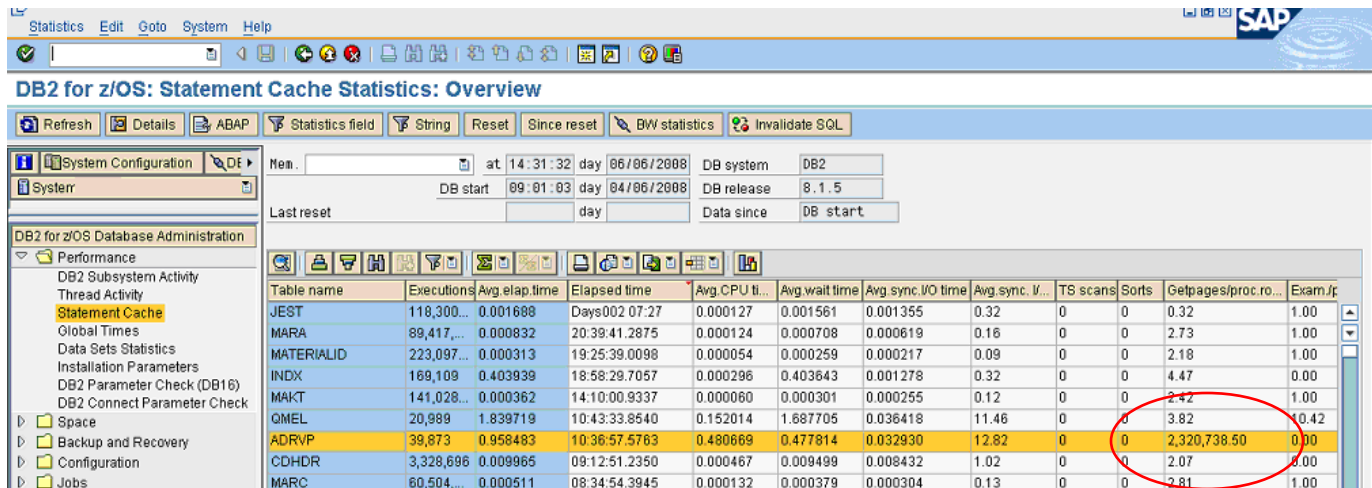 Statistics Edit Goto System Help
SAP
DB2 for z/OS: Statement Cache Statistics: Overview
Refresh Details ABAP Statistics field String Reset Since reset BW statistics Invalidate SQL
System Configuration DE
System
Mem. at 14:31:32 day 06/06/2008 DB system DB2
DB start 09:01:03 day 04/06/2008 DB release 8.1.5
Last reset day Data since DB start
DB2 for z/OS Database Administration
Performance
DB2 Subsystem Activity
Thread Activity
Statement Cache
Global Times
Data Sets Statistics
Installation Parameters
DB2 Parameter Check (DB16)
DB2 Connect Parameter Check
Space
Backup and Recovery
Configuration
Jobs
Table name Executions Avg.elap.time Elapsed time Avg.CPU ti... Avg.wait time Avg.sync.I/O time Avg.sync. I/... TS scans Sorts Getpages/proc.ro... Exam./p
JEST 118,300... 0.001688 Days002 07:27 0.000127 0.001561 0.001355 0.32 0 0 0.32 1.00
MARA 89,417,... 0.000832 20:39:41.2875 0.000124 0.000708 0.000619 0.16 0 0 2.73 1.00
MATERIALID 223,097... 0.000313 19:25:39.0098 0.000054 0.000259 0.000217 0.09 0 0 2.18 1.00
INDX 169,109 0.403939 18:58:29.7057 0.000296 0.403643 0.001278 0.32 0 0 4.47 0.00
MAKT 141,028... 0.000362 14:10:00.9337 0.000060 0.000301 0.000255 0.12 0 0 2.42 1.00
QMEL 20,989 1.839719 10:43:33.8540 0.152014 1.687705 0.036418 11.46 0 0 3.82 10.42
ADRVP 39,873 0.958483 10:36:57.5763 0.480669 0.477814 0.032930 12.82 0 0 2,320,738.50 0.00
CDHDR 3,328,696 0.009965 09:12:51.2350 0.000467 0.009499 0.008432 1.02 0 0 2.07 0.00
MARC 60,504,... 0.000511 08:34:54.3945 0.000132 0.000379 0.000304 0.13 0 0 2.81 1.00